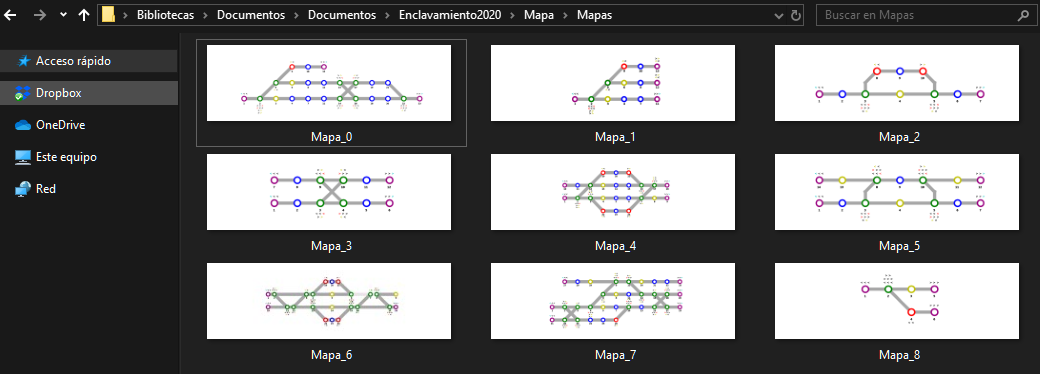 Bibliotecas > Documentos > Documentos > Enclavamiento2020 > Mapa > Mapas
Buscar en Mapas
Acceso rápido
Dropbox
OneDrive
Este equipo
Red
Mapa_0
Mapa_1
Mapa_2
Mapa_3
Mapa_4
Mapa_5
Mapa_6
Mapa_7
Mapa_8